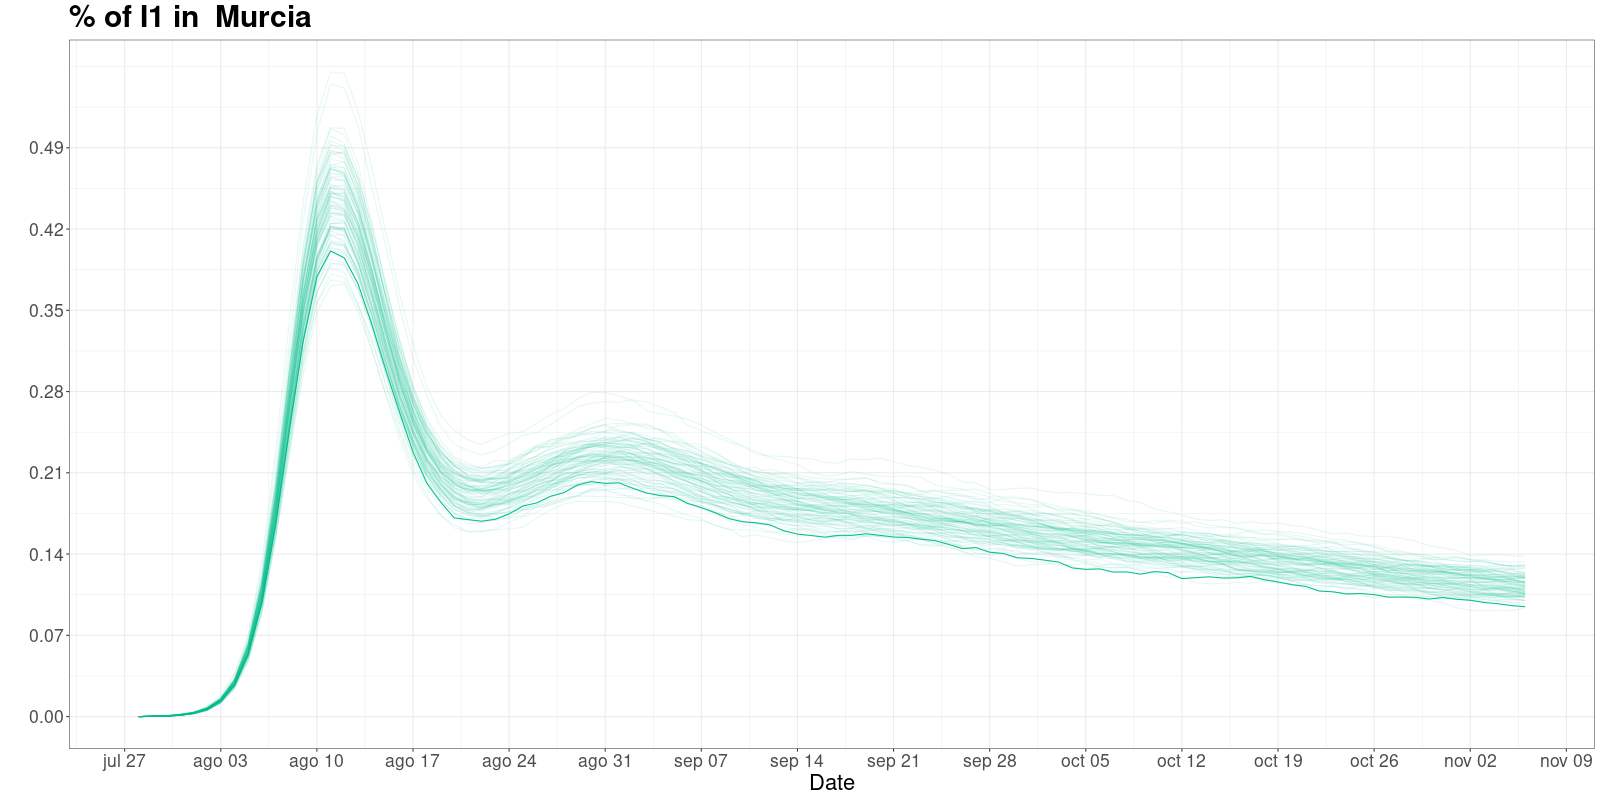 % of I1 in  Murcia
0.49
0.42
0.35
0.28
0.21
0.14
0.07
0.00
jul 27 ago 03 ago 10 ago 17 ago 24 ago 31 sep 07 sep 14 sep 21 sep 28 oct 05 oct 12 oct 19 oct 26 nov 02 nov 09
Date